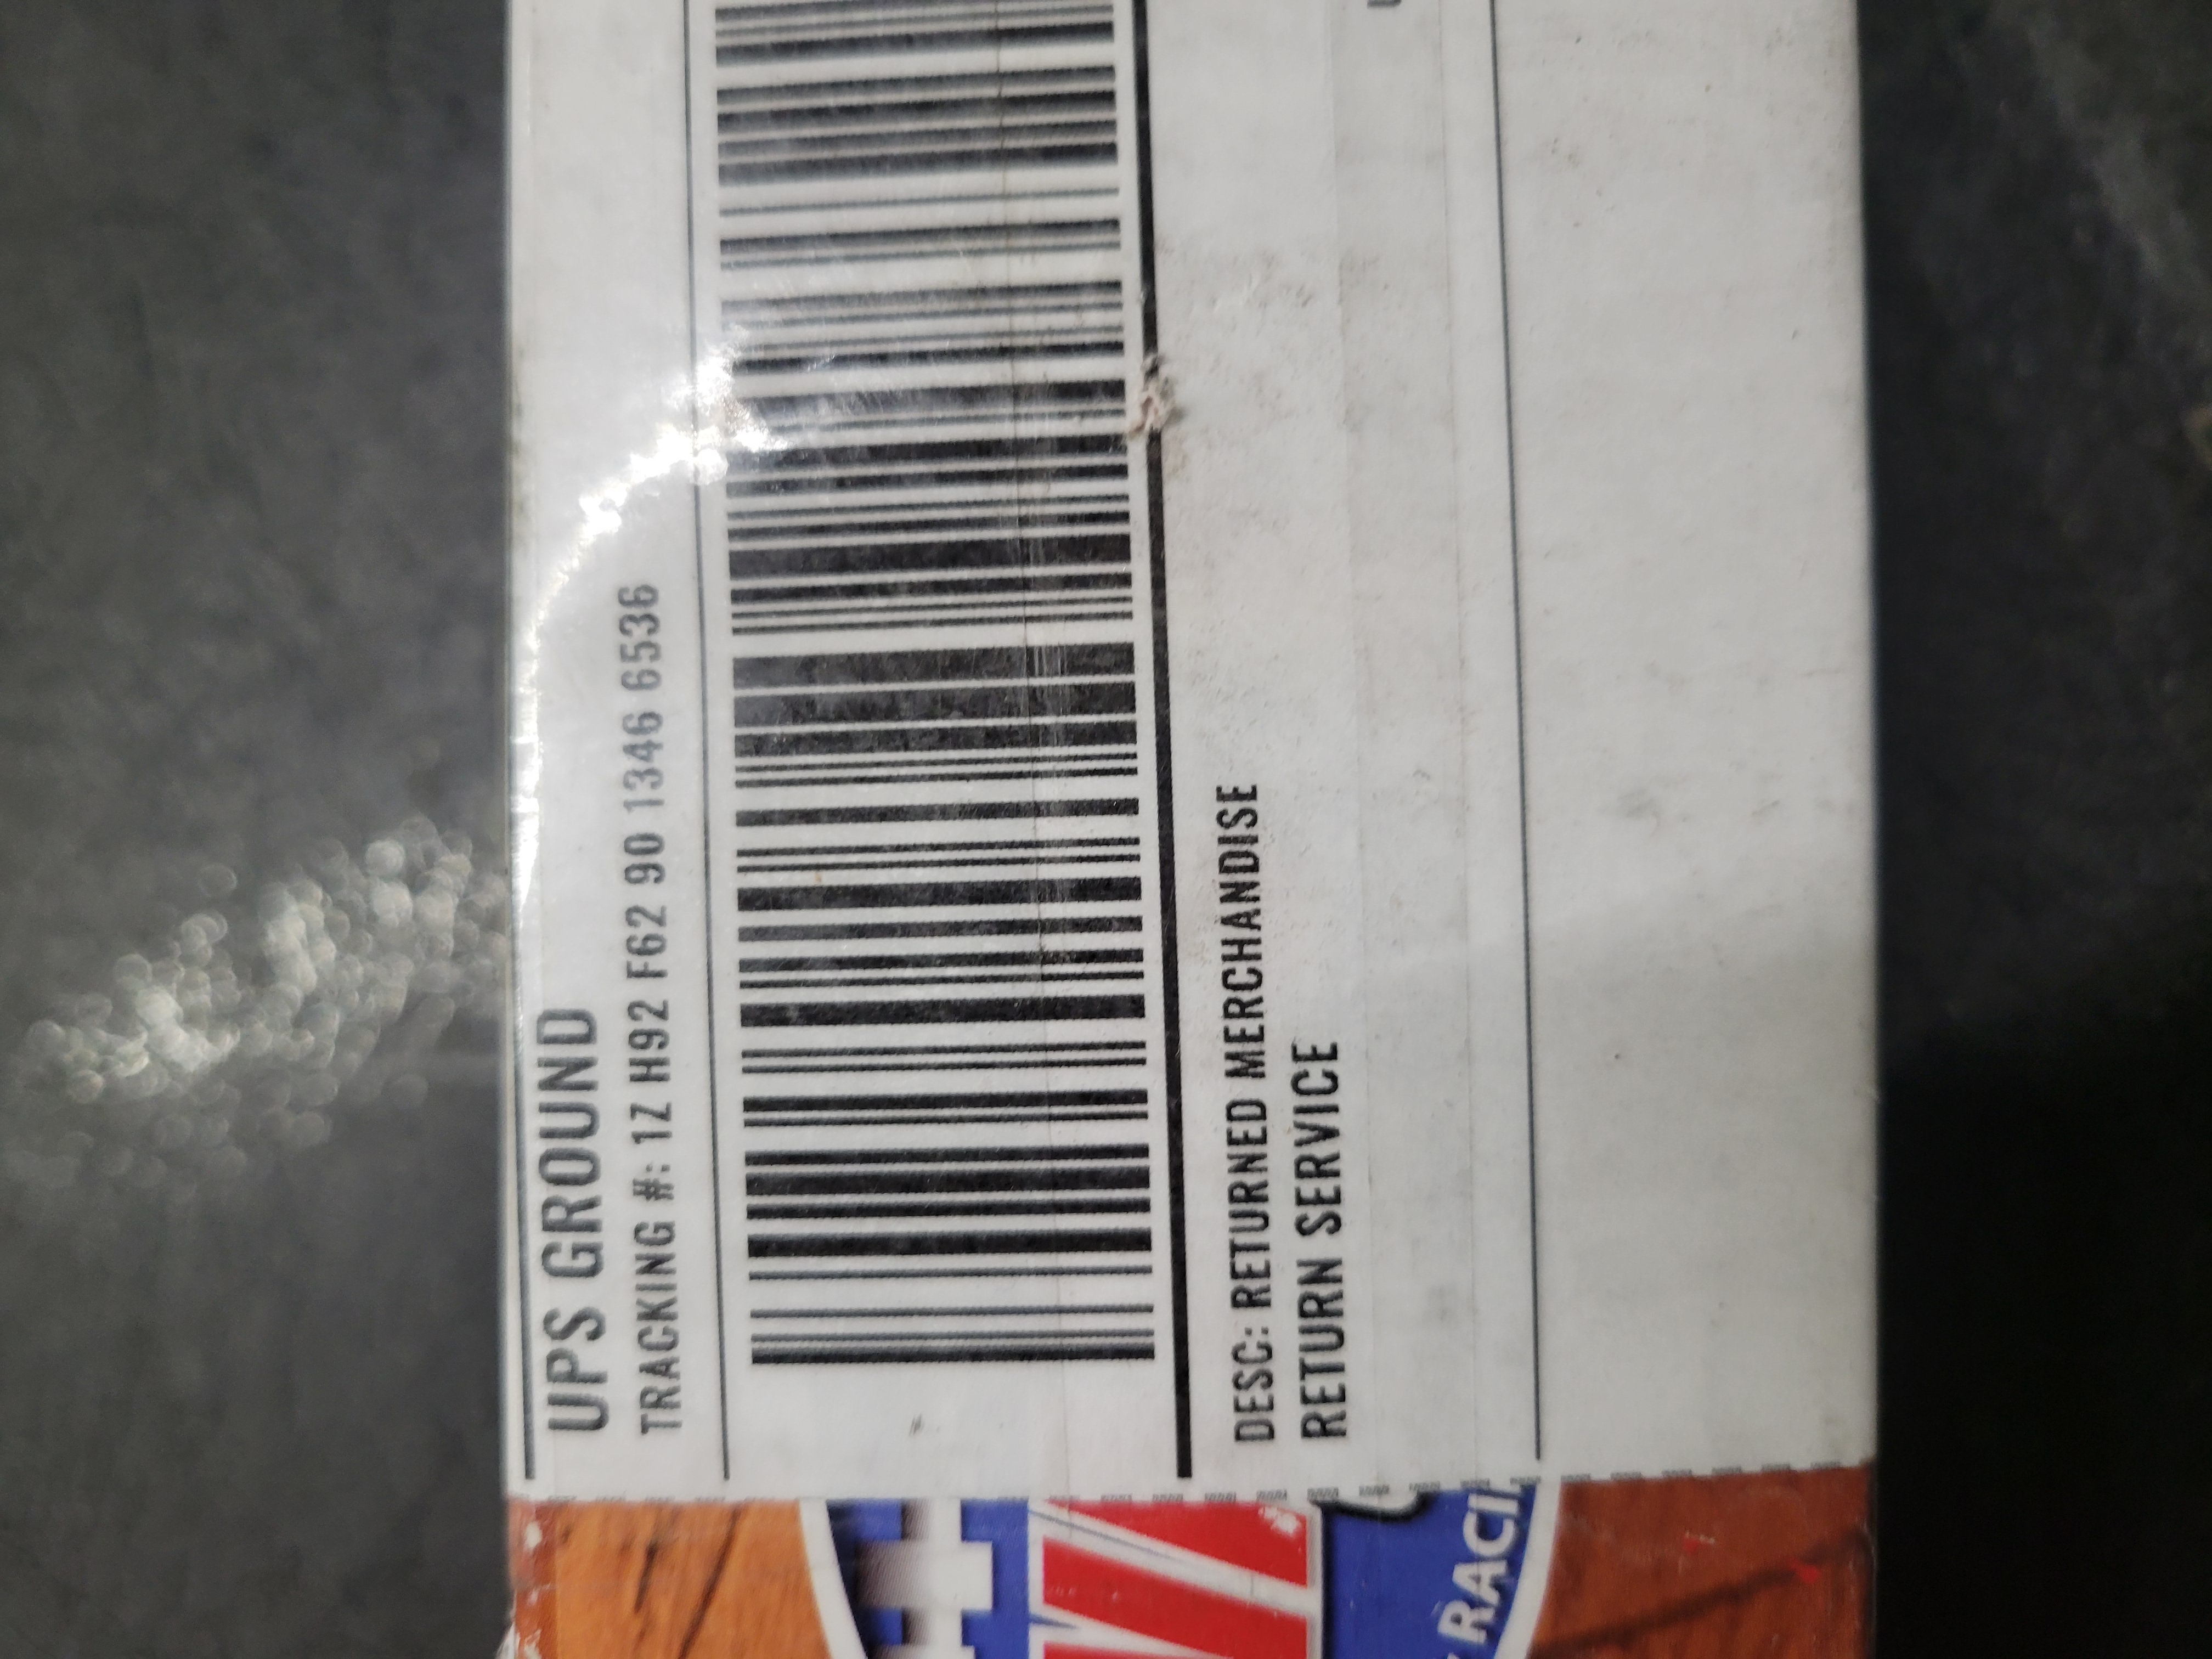 UPS GROUND
TRACKING #: 1Z H92 F62 90 1346 6536
DESC: RETURNED MERCHANDISE
RETURN SERVICE